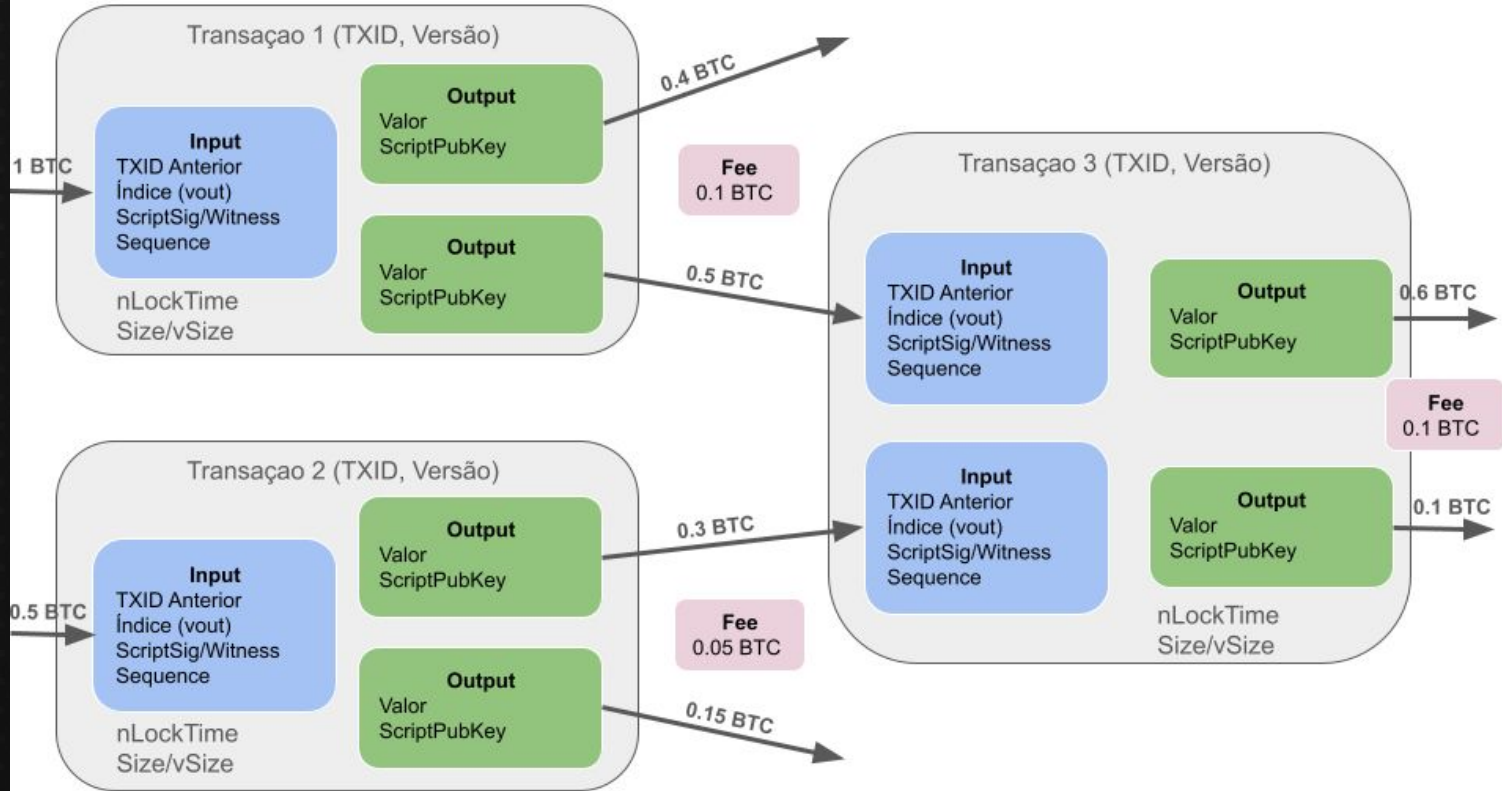 Transaçao 1 (TXID, Versão)
1 BTC
Input
TXID Anterior
Índice (vout)
ScriptSig/Witness
Sequence
nLockTime
Size/vSize
Output
Valor
ScriptPubKey
0.4 BTC
Output
Valor
ScriptPubKey
0.5 BTC
Fee
0.1 BTC
Transaçao 2 (TXID, Versão)
0.5 BTC
Input
TXID Anterior
Índice (vout)
ScriptSig/Witness
Sequence
nLockTime
Size/vSize
Output
Valor
ScriptPubKey
0.3 BTC
Output
Valor
ScriptPubKey
0.15 BTC
Fee
0.05 BTC
Transaçao 3 (TXID, Versão)
Input
TXID Anterior
Índice (vout)
ScriptSig/Witness
Sequence
Input
TXID Anterior
Índice (vout)
ScriptSig/Witness
Sequence
Output
Valor
ScriptPubKey
0.6 BTC
Fee
0.1 BTC
Output
Valor
ScriptPubKey
0.1 BTC
nLockTime
Size/vSize